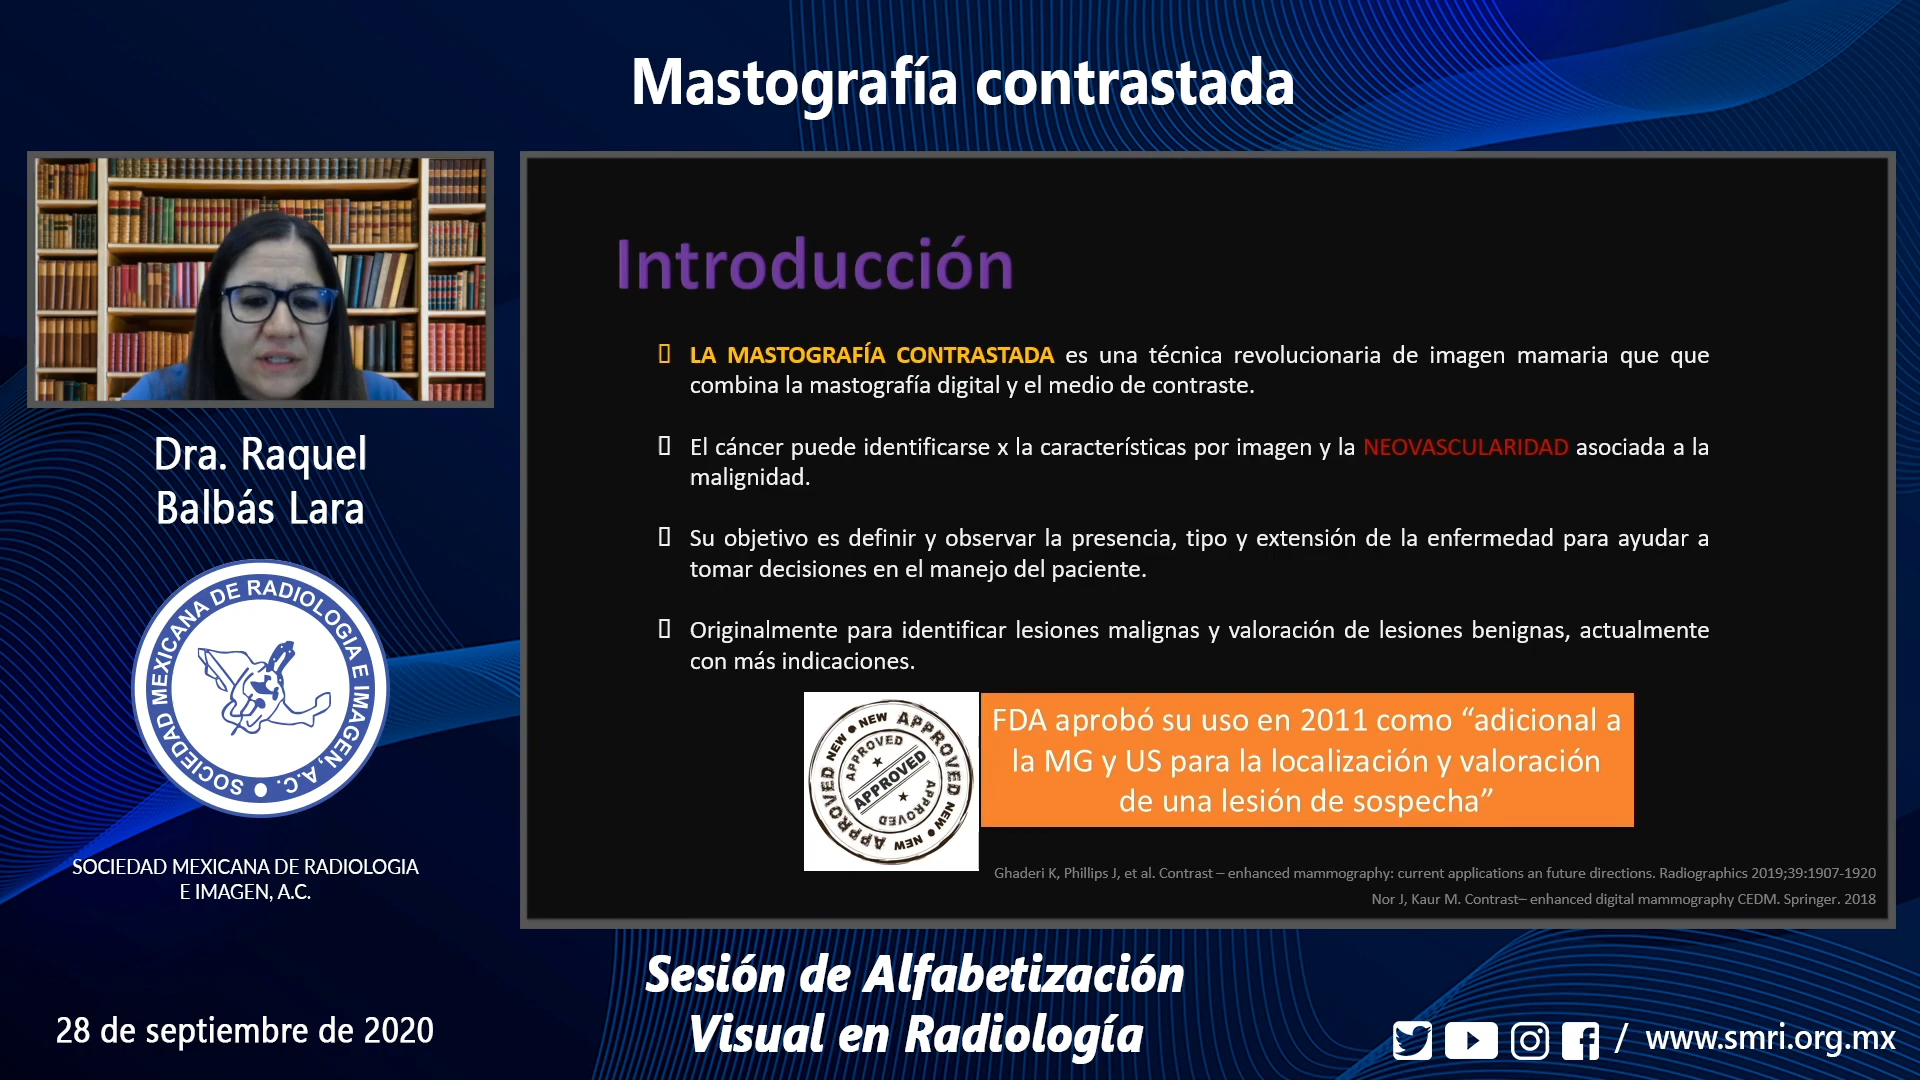 Mastografía contrastada
Dra. Raquel
Balbás Lara
SOCIEDAD MEXICANA DE RADIOLOGIA E IMAGEN, A.C.
SOCIEDAD MEXICANA DE RADIOLOGIA
E IMAGEN, A.C.
28 de septiembre de 2020
Introducción
LA MASTOGRAFÍA CONTRASTADA es una técnica revolucionaria de imagen mamaria que que
combina la mastografía digital y el medio de contraste.
El cáncer puede identificarse x la características por imagen y la NEOVASCULARIDAD asociada a la
malignidad.
Su objetivo es definir y observar la presencia, tipo y extensión de la enfermedad para ayudar a
tomar decisiones en el manejo del paciente.
Originalmente para identificar lesiones malignas y valoración de lesiones benignas, actualmente
con más indicaciones.
NEW APPROVED NEW APPROVED NEW
APPROVED
APPROVED
APPROVED
FDA aprobó su uso en 2011 como “adicional a
la MG y US para la localización y valoración
de una lesión de sospecha”
Ghaderi K, Phillips J, et al. Contrast – enhanced mammography: current applications an future directions. Radiographics 2019;39:1907-1920
Nor J, Kaur M. Contrast– enhanced digital mammography CEDM. Springer. 2018
Sesión de Alfabetización
Visual en Radiología
/ www.smri.org.mx